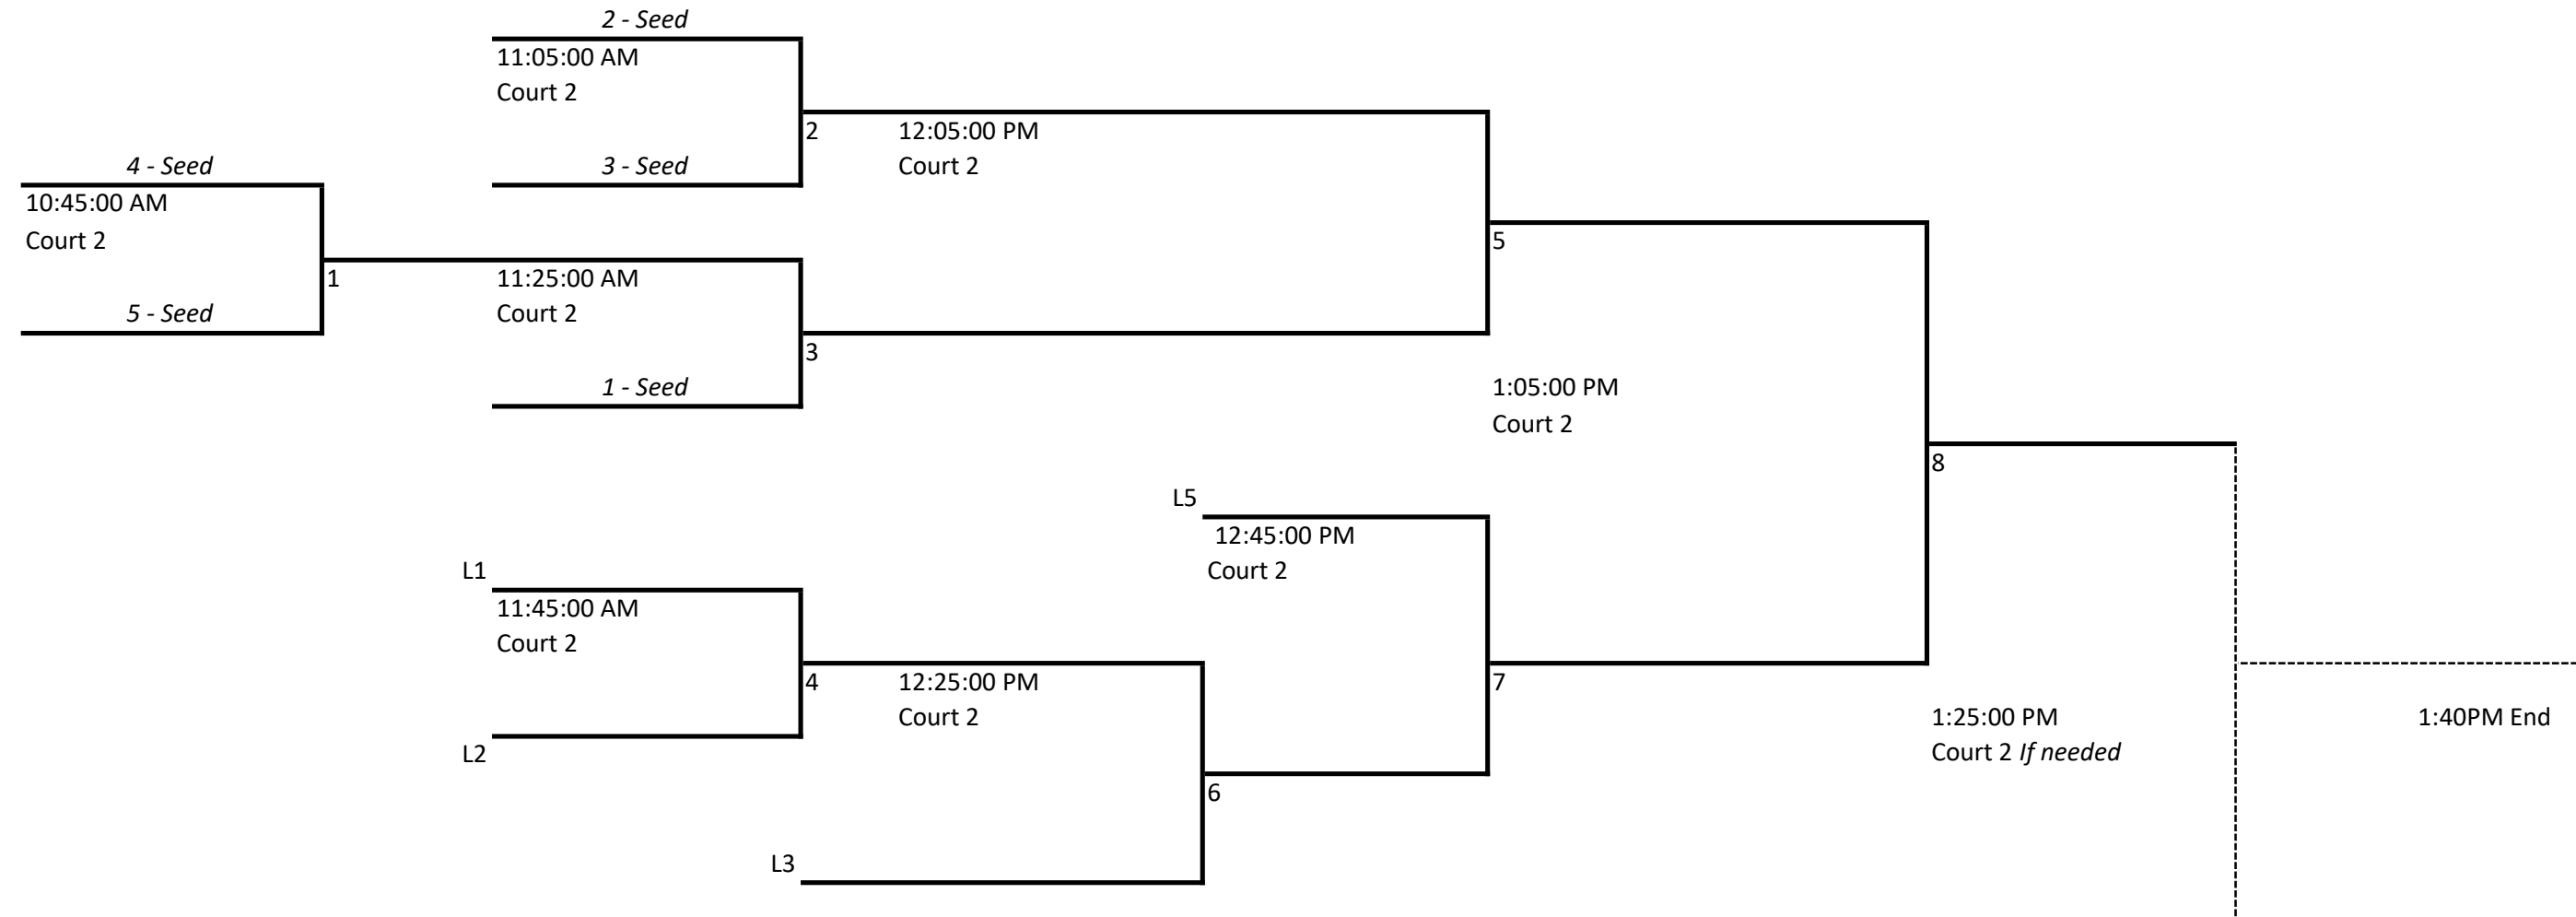 2 - Seed
11:05:00 AM
Court 2
2
12:05:00 PM
4 - Seed
3 - Seed
Court 2
10:45:00 AM
Court 2
5
1
11:25:00 AM
5 - Seed
Court 2
3
1 - Seed
1:05:00 PM
Court 2
8
L5
12:45:00 PM
L1
Court 2
11:45:00 AM
Court 2
4
12:25:00 PM
7
Court 2
1:25:00 PM
1:40PM End
L2
Court 2 If needed
6
L3